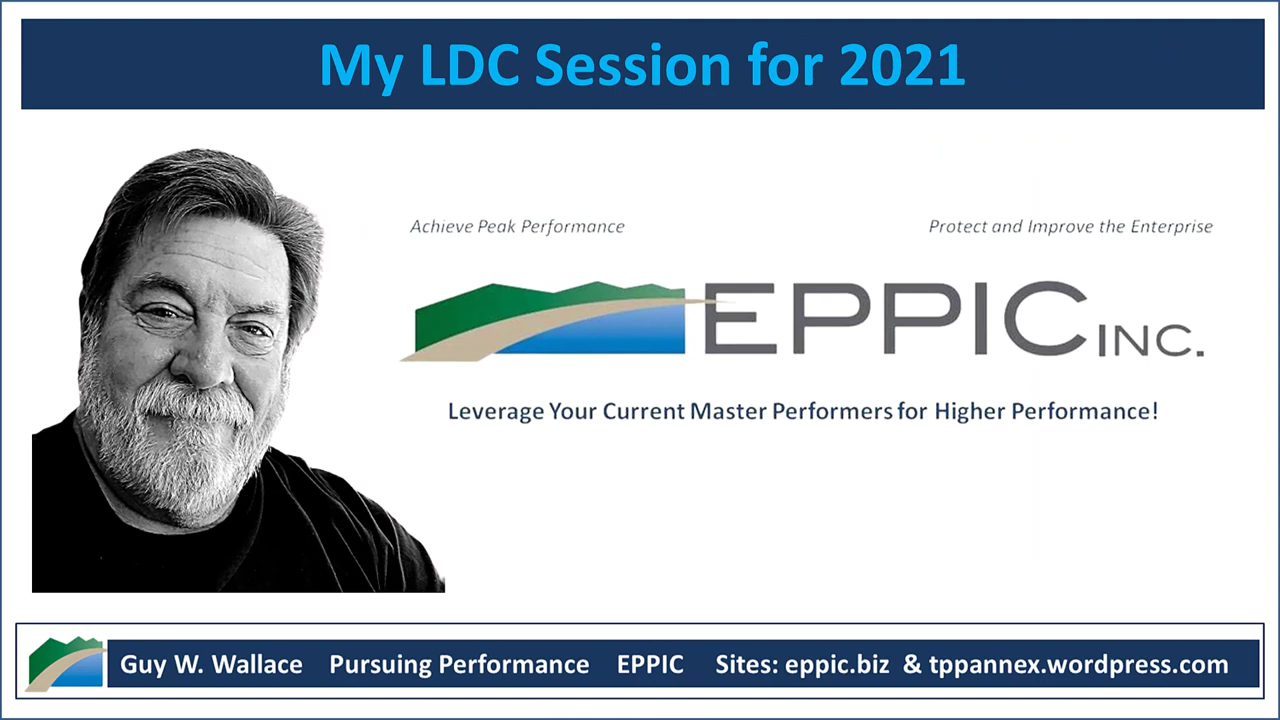 My LDC Session for 2021
Achieve Peak Performance Protect and Improve the Enterprise
EPPIC INC.
Leverage Your Current Master Performers for Higher Performance!
Guy W. Wallace Pursuing Performance EPPIC Sites: eppic.biz & tppannex.wordpress.com